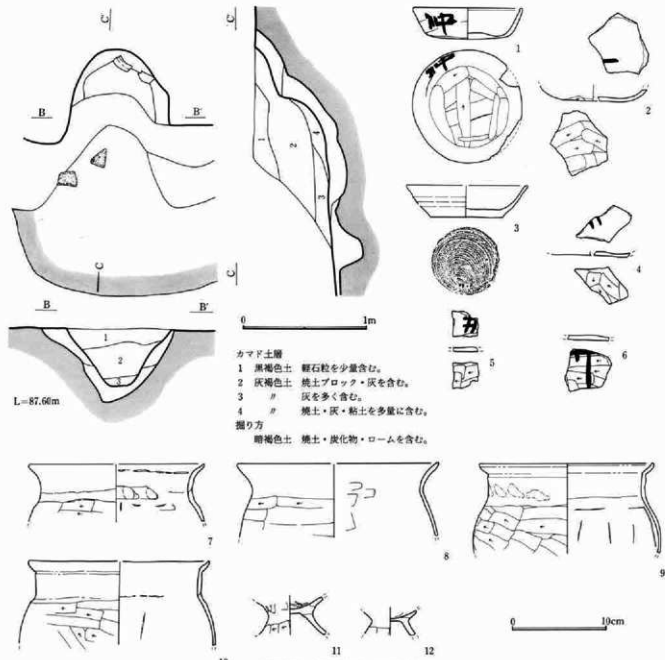 C'
C'
B
B'
1
2
3
4
C
C
B
B'
1
2
3
L=87.60m
0
1m
カマド土層
1 黒褐色土 軽石粒を少量含む。
2 灰褐色土 焼土ブロック・灰を含む。
3 〃 灰を多く含む。
4 〃 焼土・灰・粘土を多量に含む。
掘り方
暗褐色土 焼土・炭化物・ロームを含む。
1
2
3
4
5
6
7
8
9
10
11
12
0
10cm